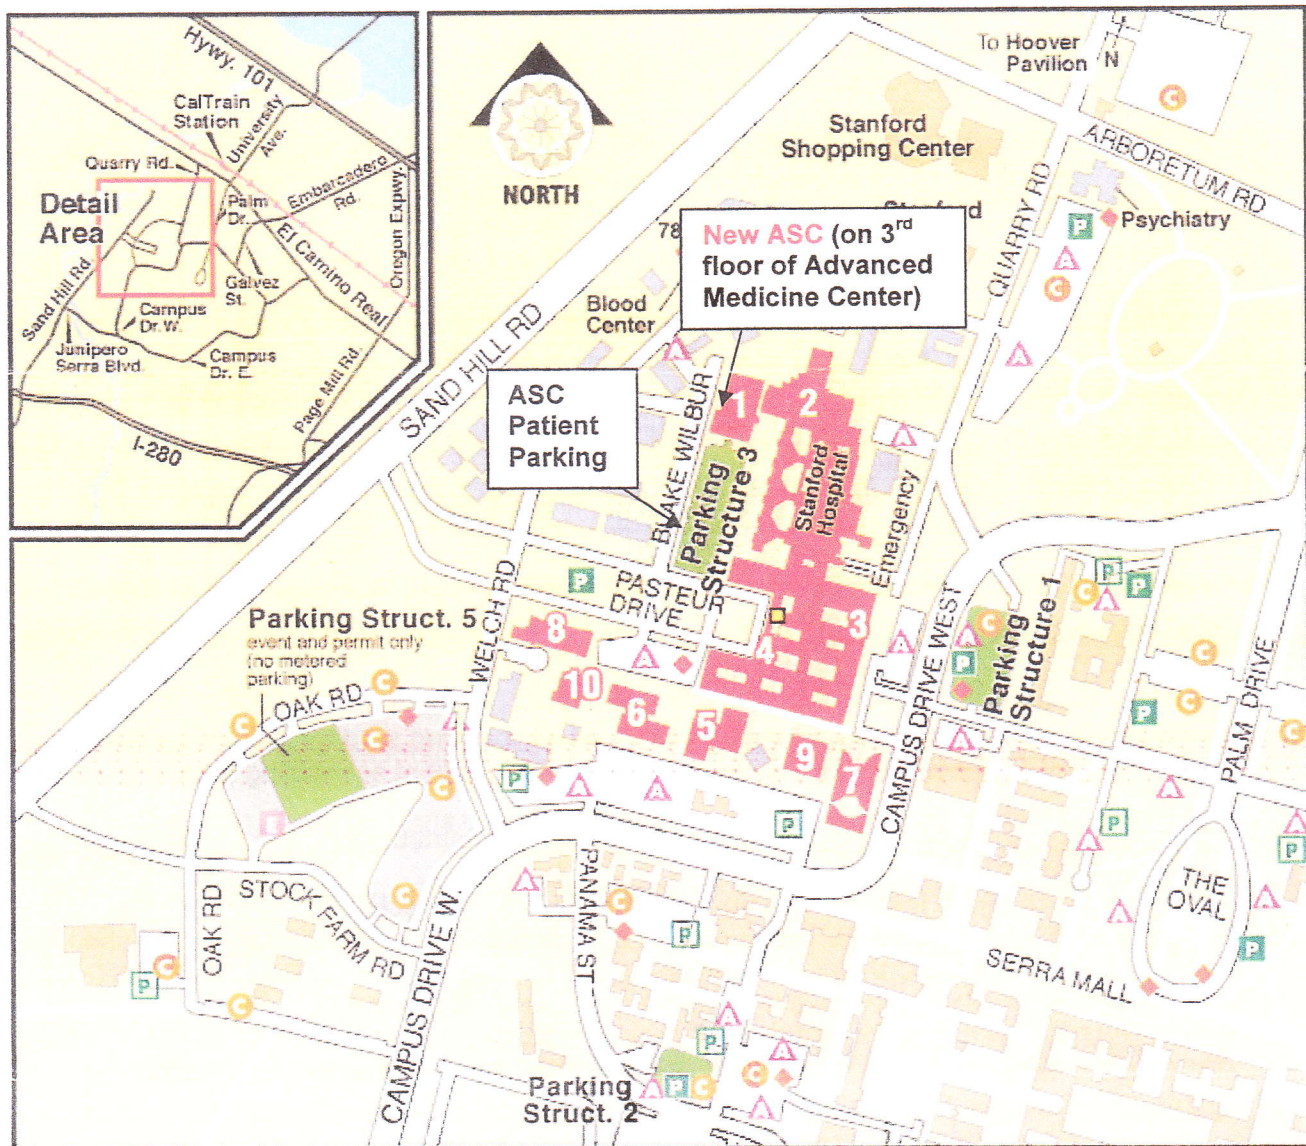 Hywy. 101
CalTrain
Station
University
Ave.
Quarry Rd.
Embarcadero
Rd.
Palm
Dr.
Oregon Expwy.
Detail
Area
El Camino Real
Galvez
St.
Sand Hill Rd
Campus
Dr. W.
Junipero
Serra Blvd.
Campus
Dr. E.
Page Mill Rd.
I-280
NORTH
To Hoover
Pavilion
N
C
Stanford
Shopping Center
ARBORETUM RD
QUARRY RD
Psychiatry
P
A
C
A
78
New ASC (on 3rd
floor of Advanced
Medicine Center)
Blood
Center
A
SAND HILL RD
ASC
Patient
Parking
BLAKE WILBUR
1
2
Parking
Structure 3
Stanford
Hospital
A
Emergency
PASTEUR
DRIVE
P
WELCH RD
3
4
A
8
10
6
5
9
7
A
Parking Struct. 5
event and permit only
(no metered
parking)
OAK RD
C
C
C
A
C
E
C
STOCK FARM RD
OAK RD
P
C
C
CAMPUS DRIVE W.
P
A
A
P
A
PANAMA ST
C
P
CAMPUS DRIVE WEST
Parking
Structure 1
A
C
P
A
P
P
C
A
C
C
P
C
PALM DRIVE
A
P
A
A
P
A
A
P
THE
OVAL
SERRA MALL
A
P
A
C
A
P
C
A
Parking
Struct. 2